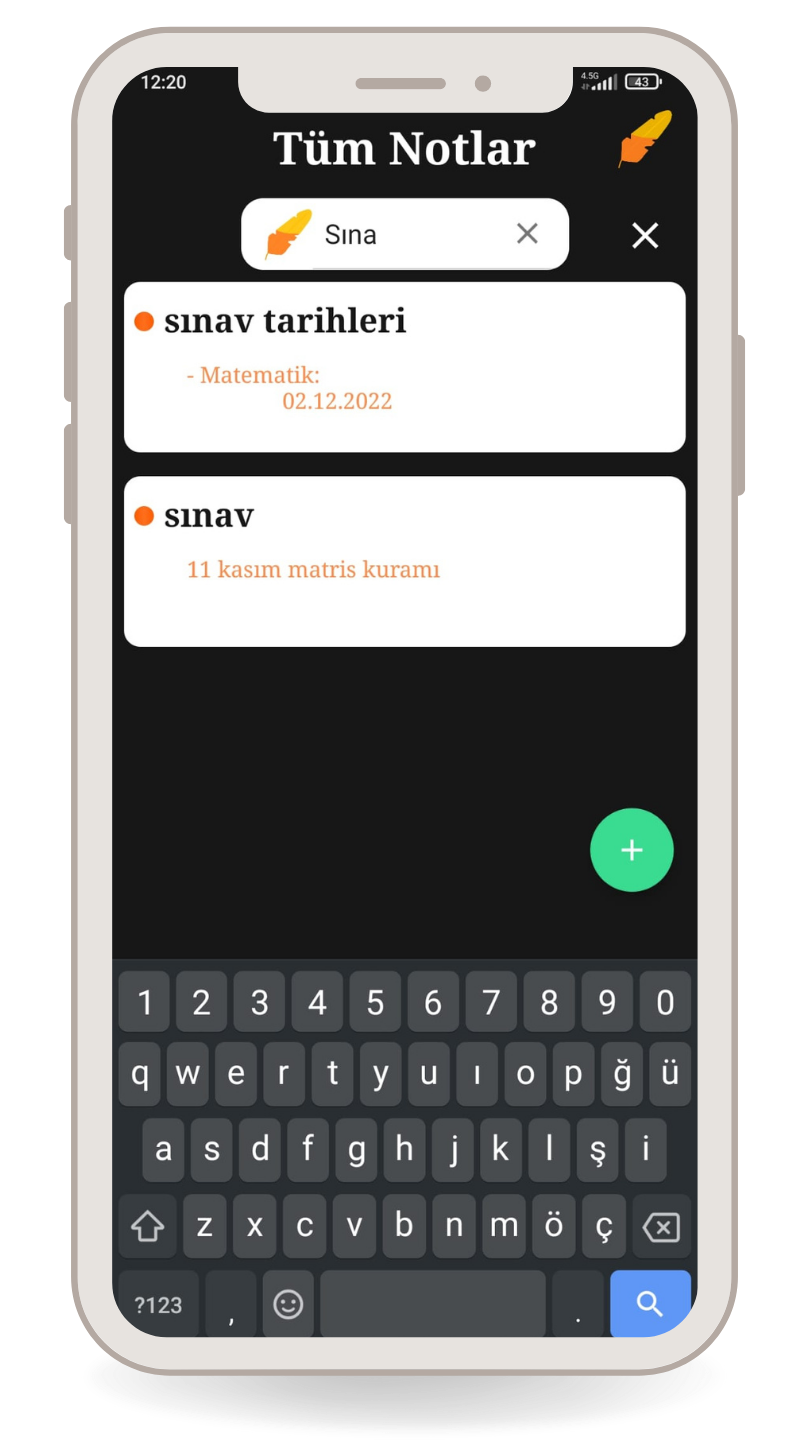 12:20
4.5G
43
Tüm Notlar
Sına
sınav tarihleri
- Matematik:
02.12.2022
sınav
11 kasım matris kuramı
+
1 2 3 4 5 6 7 8 9 0
q w e r t y u ı o p ğ ü
a s d f g h j k l ş i
z x c v b n m ö ç
?123 , .